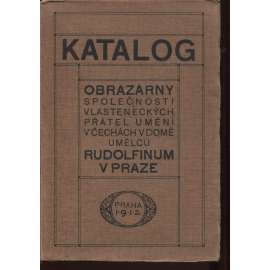 KATALOG
OBRAZÁRNY
SPOLEČNOSTI
VLASTENECKÝCH
PŘÁTEL UMĚNÍ
V ČECHÁCH V DOMĚ
UMĚLCŮ
RUDOLFINUM
V PRAZE
PRAHA
1912